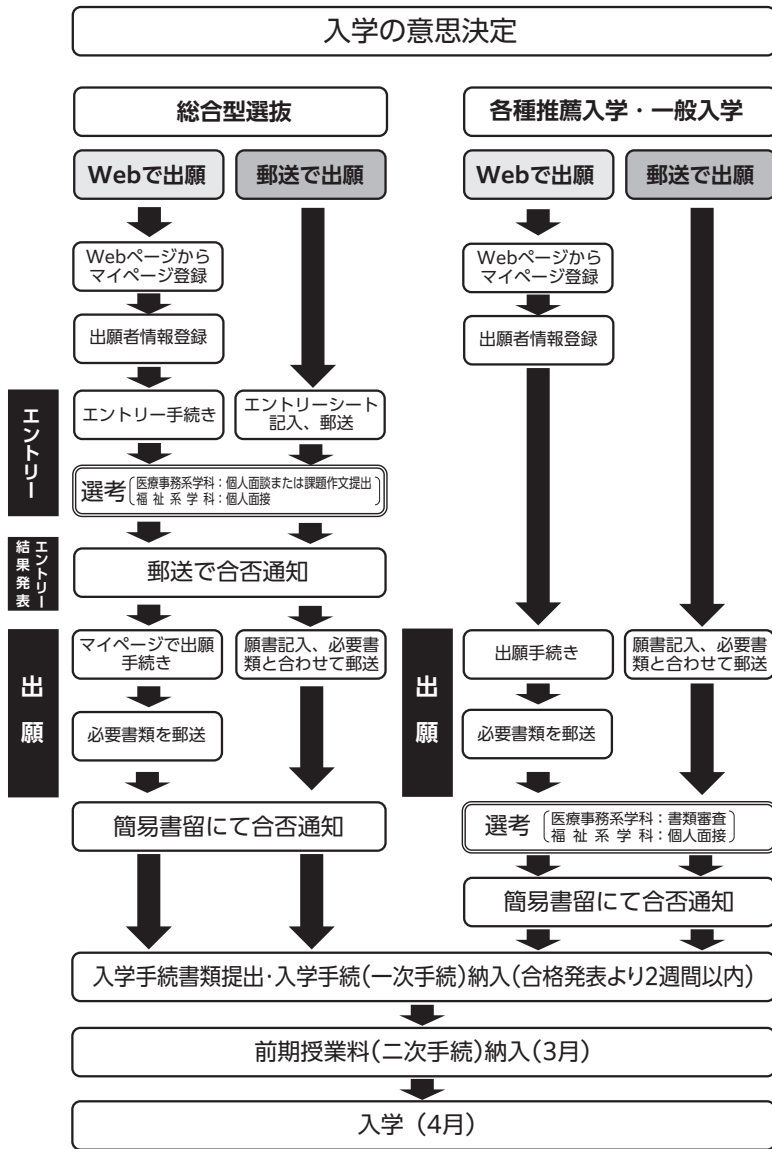 入学の意思決定
総合型選抜
Webで出願
郵送で出願
Webページから
マイページ登録
出願者情報登録
エントリー
エントリー手続き
エントリーシート
記入、郵送
選考
医療事務系学科：個人面談または課題作文提出
福祉系学科：個人面接
エントリー
結果発表
郵送で合否通知
出願
マイページで出願
手続き
願書記入、必要書
類と合わせて郵送
必要書類を郵送
簡易書留にて合否通知
各種推薦入学・一般入学
Webで出願
郵送で出願
Webページから
マイページ登録
出願者情報登録
出願
出願手続き
願書記入、必要書
類と合わせて郵送
必要書類を郵送
選考
医療事務系学科：書類審査
福祉系学科：個人面接
簡易書留にて合否通知
入学手続書類提出・入学手続(一次手続)納入(合格発表より2週間以内)
前期授業料(二次手続)納入(3月)
入学（4月）